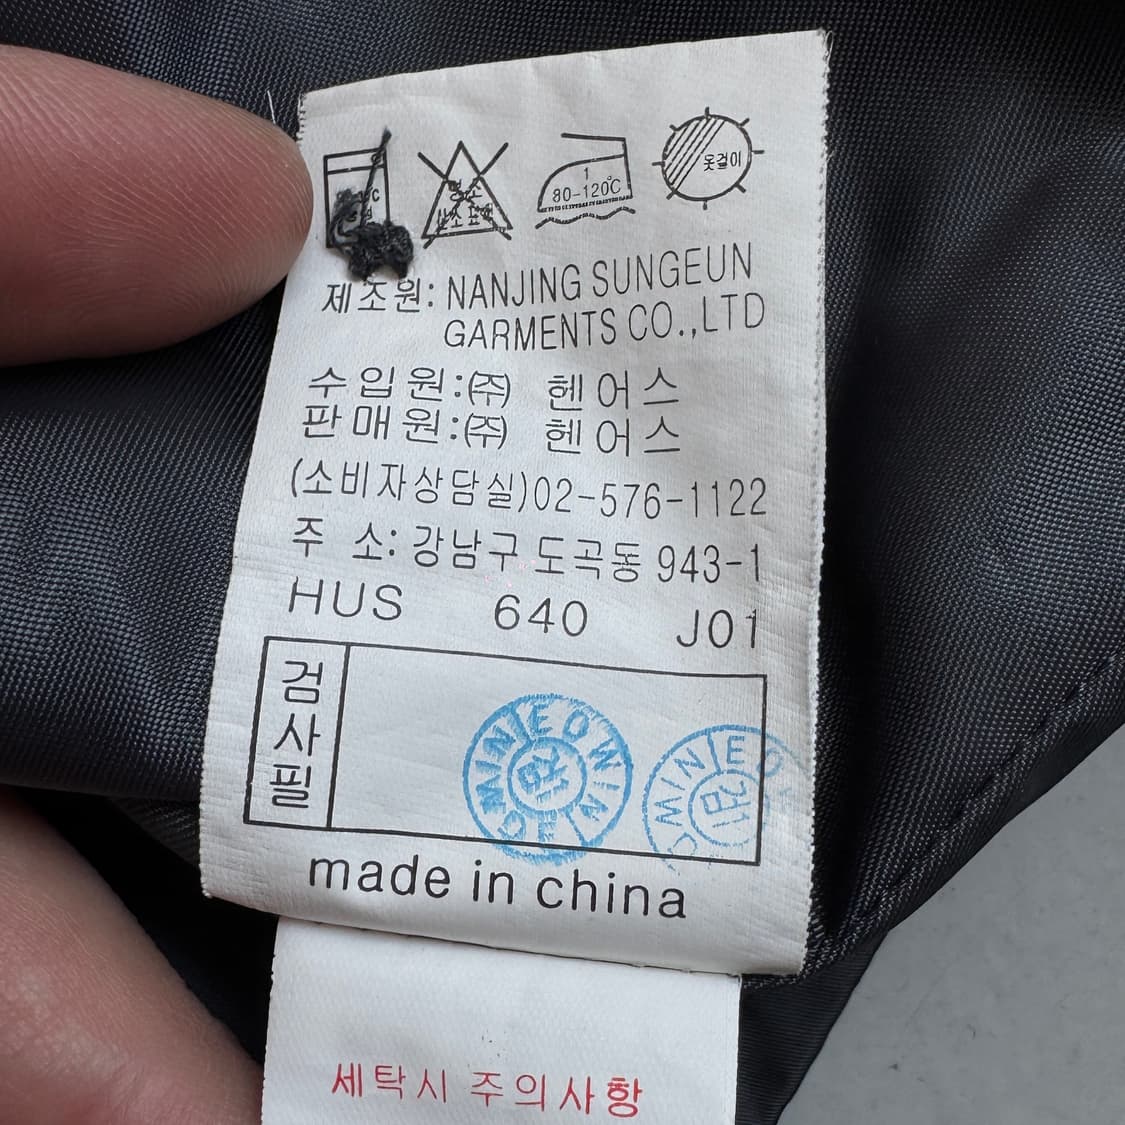 옷걸이
1
80-120℃
제조원: NANJING SUNGEUN
GARMENTS CO.,LTD
수입원:㈜ 헨어스
판매원:㈜ 헨어스
(소비자상담실)02-576-1122
주 소: 강남구 도곡동 943-1
HUS 640 J01
검사필
made in china
세탁시 주의사항